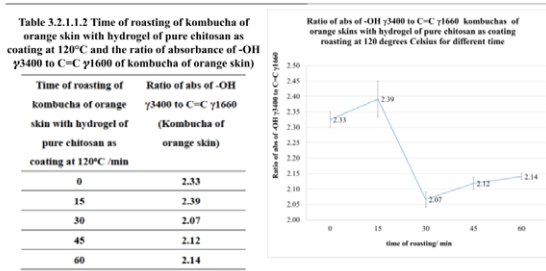 Table 3.2.1.1.2 Time of roasting of kombucha of
orange skin with hydrogel of pure chitosan as
coating at 120°C and the ratio of absorbance of -OH
γ3400 to C=C γ1600 of kombucha of orange skin)
Time of roasting of
kombucha of orange
skin with hydrogel of
pure chitosan as
coating at 120°C /min
Ratio of abs of -OH
γ3400 to C=C γ1660
(Kombucha of
orange skin)
0 2.33
15 2.39
30 2.07
45 2.12
60 2.14
Ratio of abs of -OH γ3400 to C=C γ1660 kombuchas of
orange skins with hydrogel of pure chitosan as coating
roasting at 120 degrees Celsius for different time
Ratio of abs of -OH γ3400 to C=C γ1660
2.50
2.45
2.40
2.35
2.30
2.25
2.20
2.15
2.10
2.05
2.00
2.33
2.39
2.07
2.12
2.14
0 15 30 45 60
time of roasting/ min